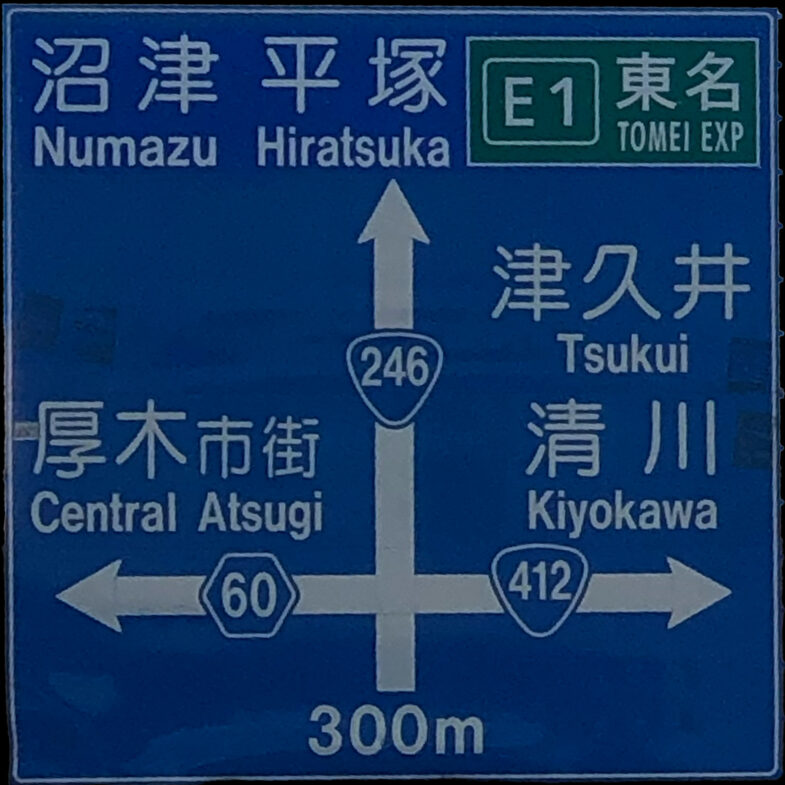 沼津 平塚 E1 東名
Numazu Hiratsuka TOMEI EXP
津久井
Tsukui
246
厚木市街 清川
Central Atsugi Kiyokawa
60 412
300m